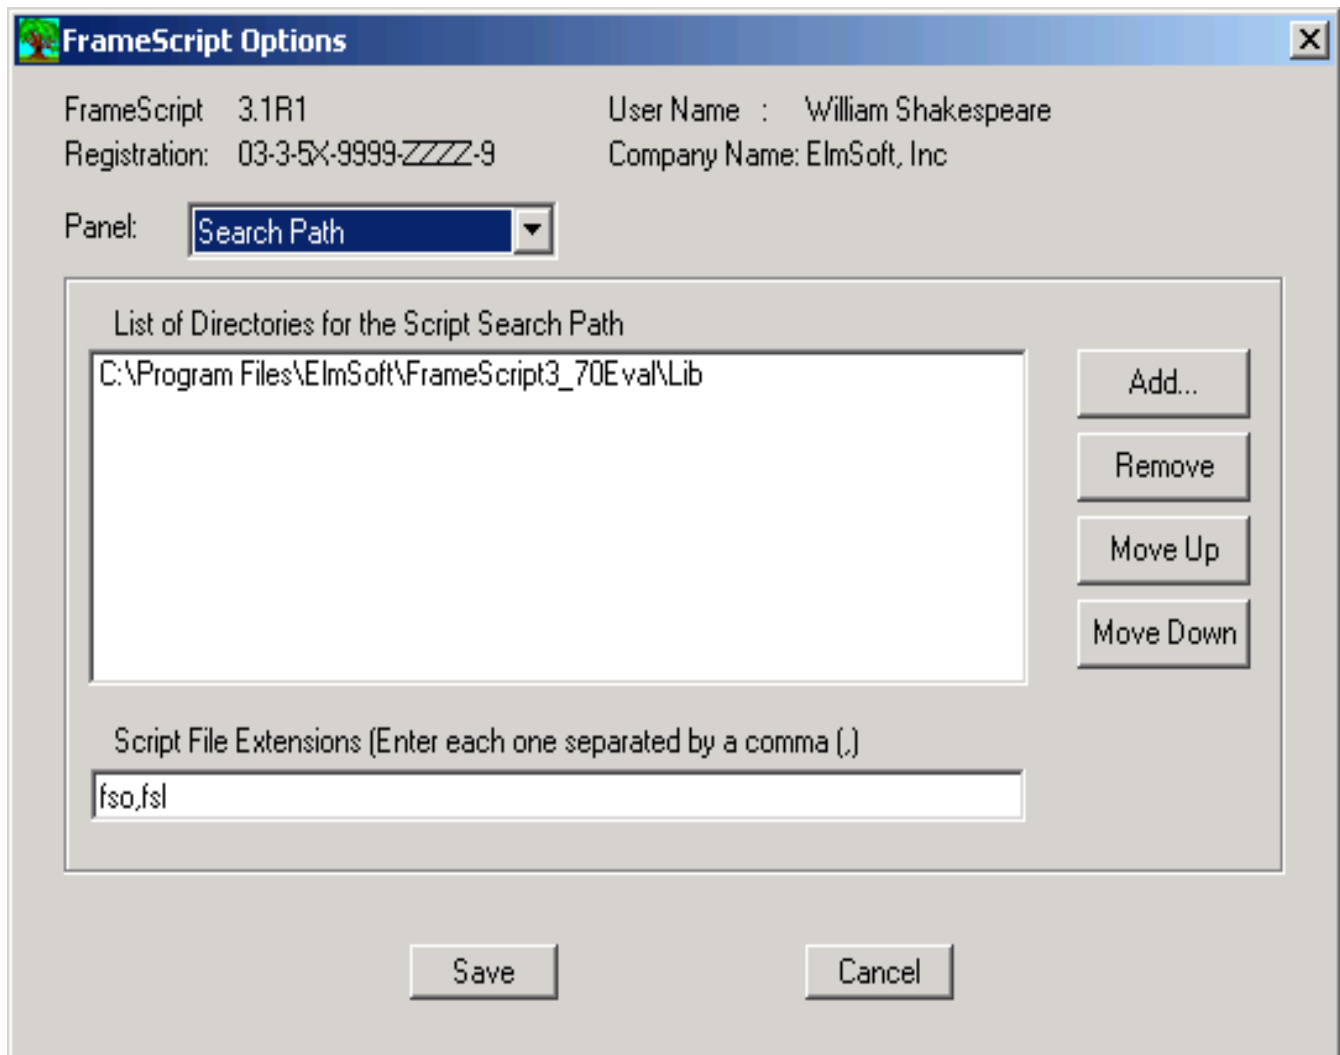 FrameScript Options
FrameScript 3.1R1 User Name : William Shakespeare
Registration: 03-3-5X-9999-ZZZZ-9 Company Name: ElmSoft, Inc
Panel: Search Path
List of Directories for the Script Search Path
C:\Program Files\ElmSoft\FrameScript3_70Eval\Lib
Add...
Remove
Move Up
Move Down
Script File Extensions (Enter each one separated by a comma (,)
fso,fsl
Save Cancel